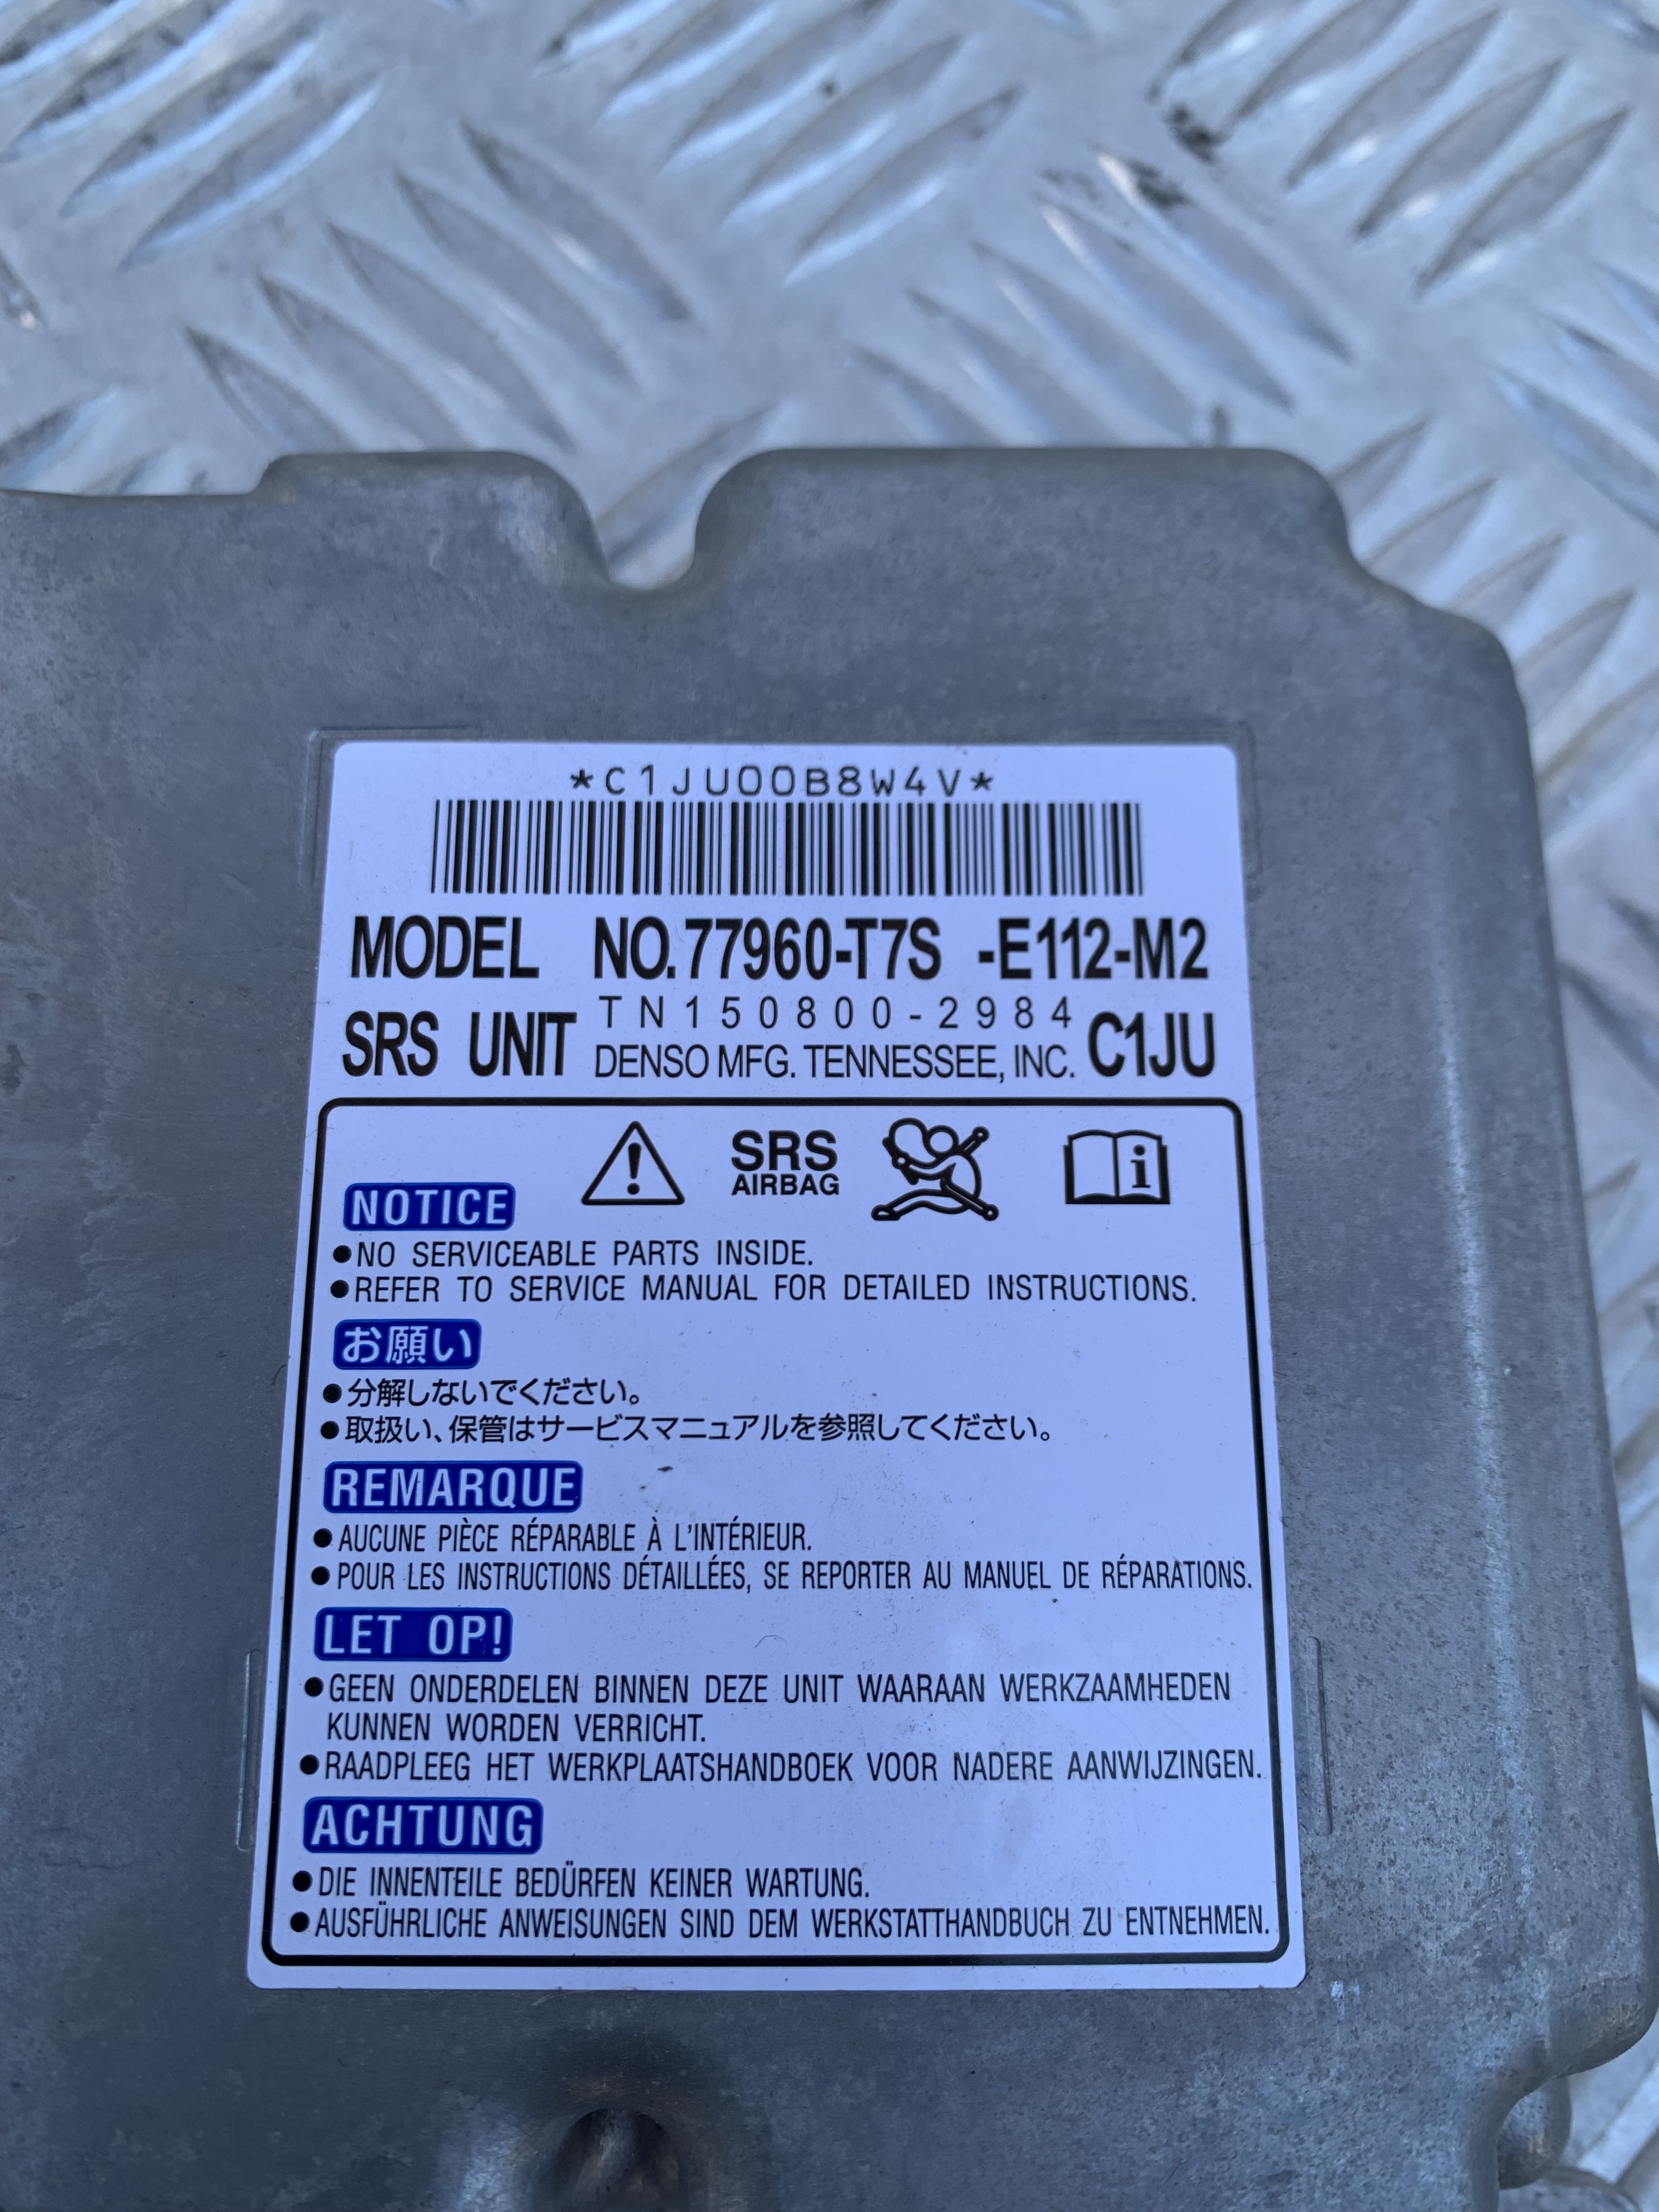 *C1JU00B8W4V*
MODEL NO.77960-T7S -E112-M2
SRS UNIT TN150800-2984 C1JU
DENSO MFG. TENNESSEE, INC.
SRS
AIRBAG
NOTICE
●NO SERVICEABLE PARTS INSIDE.
●REFER TO SERVICE MANUAL FOR DETAILED INSTRUCTIONS.
お願い
●分解しないでください。
●取扱い、保管はサービスマニュアルを参照してください。
REMARQUE
●AUCUNE PIÈCE RÉPARABLE À L'INTÉRIEUR.
●POUR LES INSTRUCTIONS DÉTAILLÉES, SE REPORTER AU MANUEL DE RÉPARATIONS.
LET OP!
●GEEN ONDERDELEN BINNEN DEZE UNIT WAARAAN WERKZAAMHEDEN
KUNNEN WORDEN VERRICHT.
●RAADPLEEG HET WERKPLAATSHANDBOEK VOOR NADERE AANWIJZINGEN.
ACHTUNG
●DIE INNENTEILE BEDÜRFEN KEINER WARTUNG.
●AUSFÜHRLICHE ANWEISUNGEN SIND DEM WERKSTATTHANDBUCH ZU ENTNEHMEN.